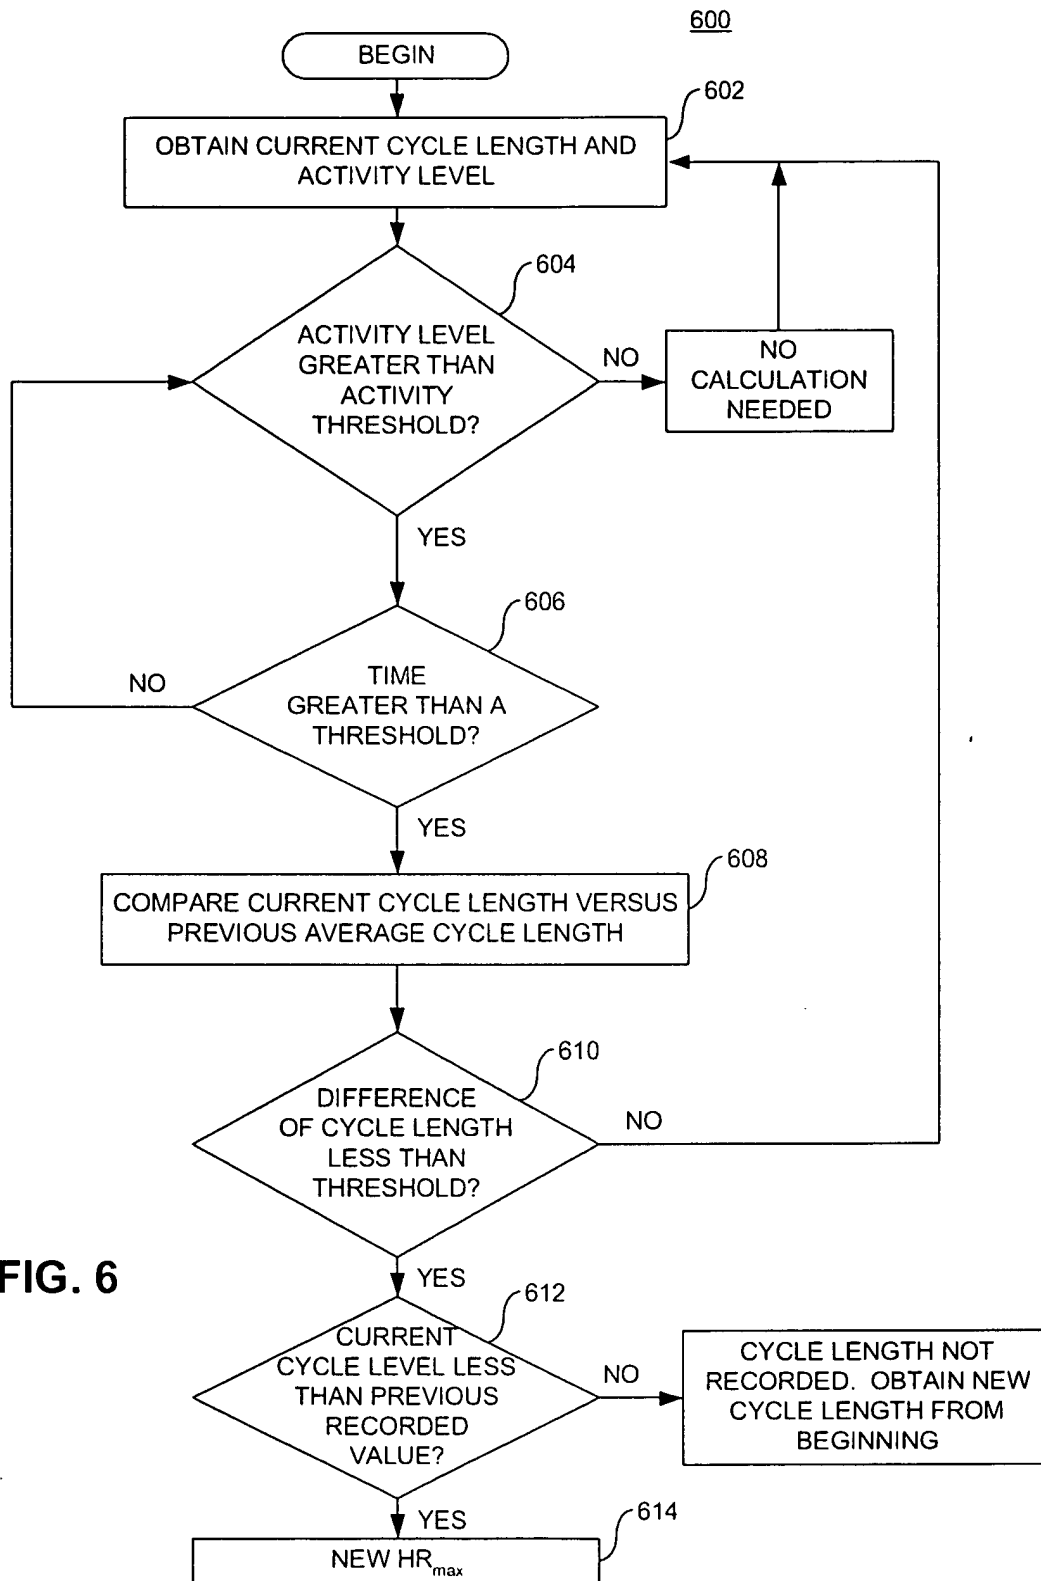 600
BEGIN
602
OBTAIN CURRENT CYCLE LENGTH AND
ACTIVITY LEVEL
604
ACTIVITY LEVEL
GREATER THAN
ACTIVITY
THRESHOLD?
NO
NO
CALCULATION
NEEDED
YES
606
TIME
GREATER THAN A
THRESHOLD?
NO
YES
608
COMPARE CURRENT CYCLE LENGTH VERSUS
PREVIOUS AVERAGE CYCLE LENGTH
610
DIFFERENCE
OF CYCLE LENGTH
LESS THAN
THRESHOLD?
NO
FIG. 6
YES
612
CURRENT
CYCLE LEVEL LESS
THAN PREVIOUS
RECORDED
VALUE?
NO
CYCLE LENGTH NOT
RECORDED. OBTAIN NEW
CYCLE LENGTH FROM
BEGINNING
YES
614
NEW HRmax